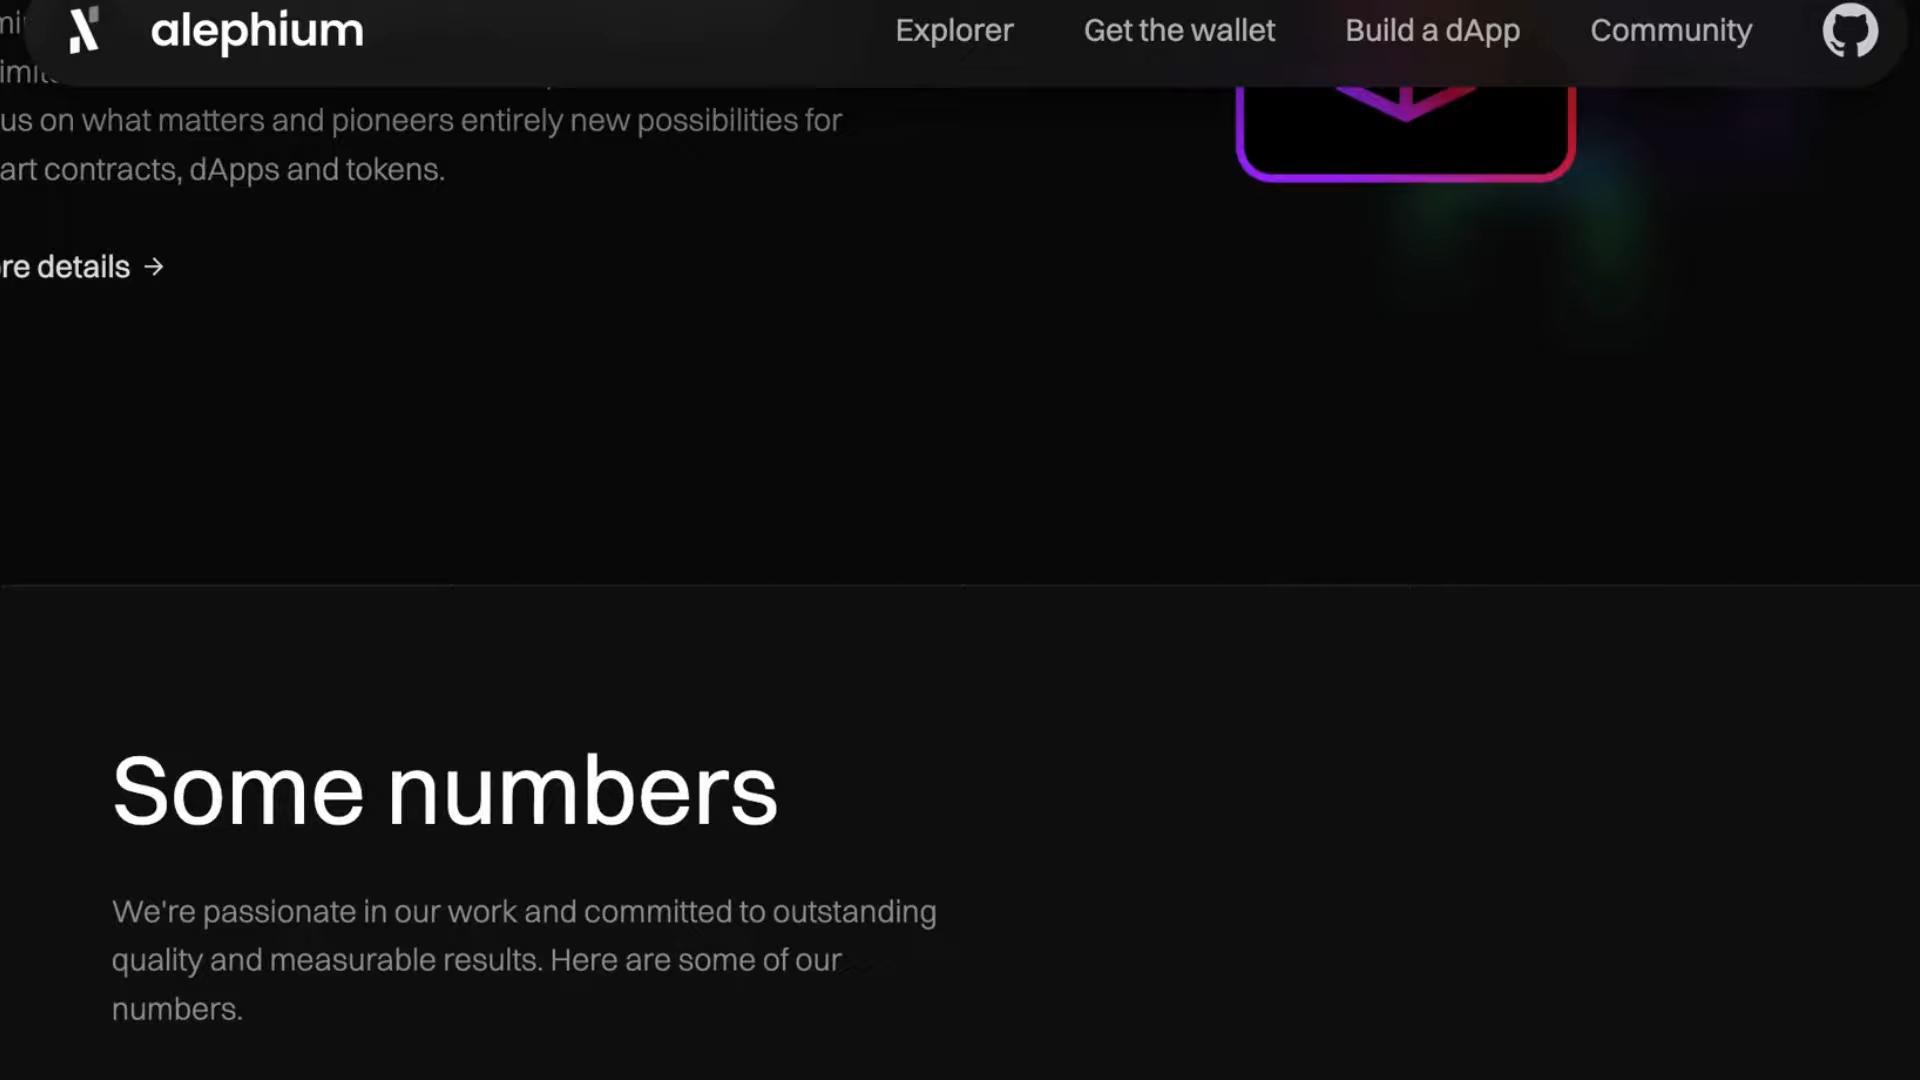 alephium
Explorer
Get the wallet
Build a dApp
Community
us on what matters and pioneers entirely new possibilities for
art contracts, dApps and tokens.
re details →
Some numbers
We're passionate in our work and committed to outstanding
quality and measurable results. Here are some of our
numbers.